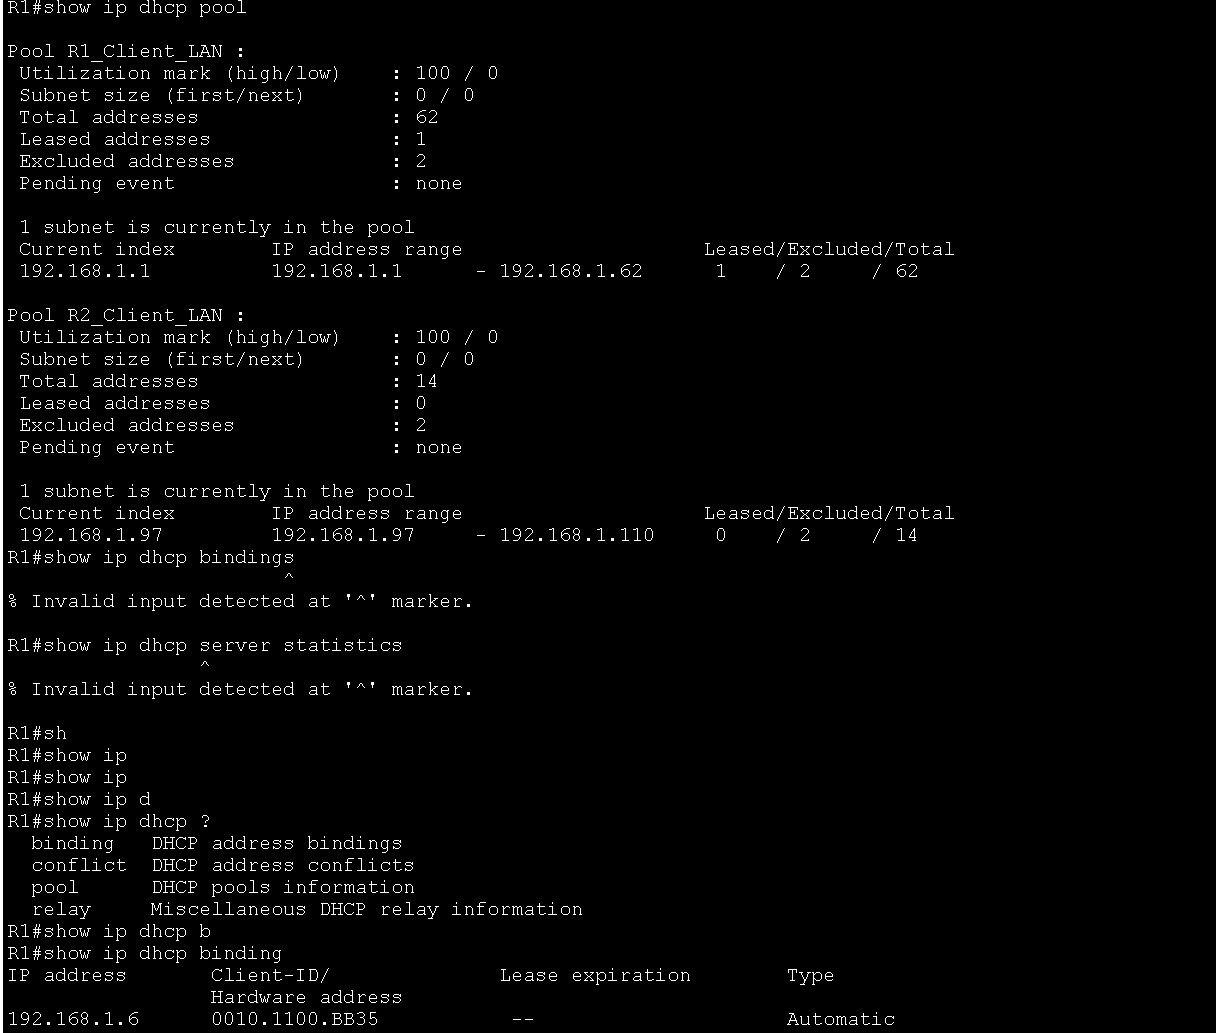 R1#show ip dhcp pool
Pool R1_Client_LAN :
 Utilization mark (high/low)    : 100 / 0
 Subnet size (first/next)       : 0 / 0
 Total addresses                : 62
 Leased addresses               : 1
 Excluded addresses             : 2
 Pending event                  : none
 1 subnet is currently in the pool
 Current index        IP address range                    Leased/Excluded/Total
 192.168.1.1          192.168.1.1      - 192.168.1.62      1    / 2     / 62
Pool R2_Client_LAN :
 Utilization mark (high/low)    : 100 / 0
 Subnet size (first/next)       : 0 / 0
 Total addresses                : 14
 Leased addresses               : 0
 Excluded addresses             : 2
 Pending event                  : none
 1 subnet is currently in the pool
 Current index        IP address range                    Leased/Excluded/Total
 192.168.1.97         192.168.1.97     - 192.168.1.110     0    / 2     / 14
R1#show ip dhcp bindings
                       ^
% Invalid input detected at '^' marker.
R1#show ip dhcp server statistics
                ^
% Invalid input detected at '^' marker.
R1#sh
R1#show ip
R1#show ip
R1#show ip d
R1#show ip dhcp ?
  binding   DHCP address bindings
  conflict  DHCP address conflicts
  pool      DHCP pools information
  relay     Miscellaneous DHCP relay information
R1#show ip dhcp b
R1#show ip dhcp binding
IP address       Client-ID/              Lease expiration        Type
                 Hardware address
192.168.1.6      0010.1100.BB35           --                     Automatic